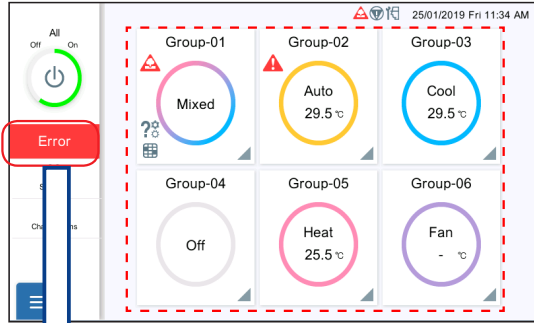 25/01/2019 Fri 11:34 AM
All
Off On
Error
Group-01
Mixed
Group-02
Auto
29.5 ℃
Group-03
Cool
29.5 ℃
Group-04
Off
Group-05
Heat
25.5 ℃
Group-06
Fan
- ℃